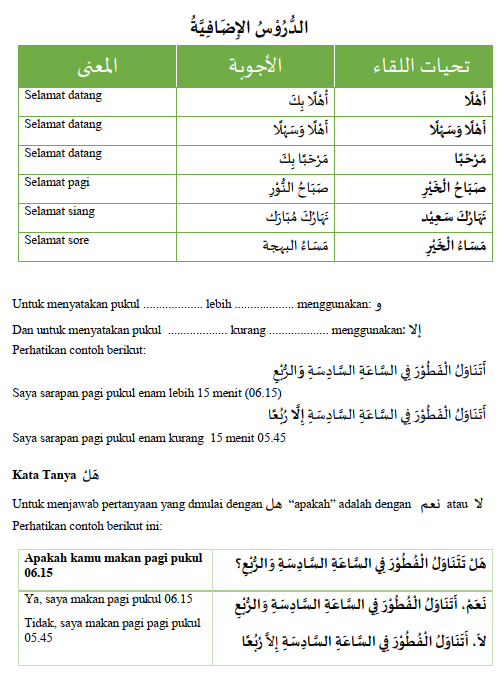 الدُّرُوْسُ الإِضَافِيَّةُ
تحيات اللقاء الأجوبة المعنى
أَهْلًا أَهْلًا بِكَ Selamat datang
أَهْلًا وَسَهْلًا أَهْلًا وَسَهْلًا Selamat datang
مَرْحَبًا مَرْحَبًا بِكَ Selamat datang
صَبَاحُ الْخَيْرِ صَبَاحُ النُّوْرِ Selamat pagi
نَهَارُكَ سَعِيْد نَهَارُكَ مُبَارَك Selamat siang
مَسَاءُ الْخَيْرِ مَسَاءُ البهجة Selamat sore
Untuk menyatakan pukul ................... lebih ................... menggunakan: و
Dan untuk menyatakan pukul ................... kurang ................... menggunakan: إلا
Perhatikan contoh berikut:
أَتَنَاوَلُ الْفَطُوْرَ فِي السَّاعَةِ السَّادِسَةِ وَالرُّبْعِ
Saya sarapan pagi pukul enam lebih 15 menit (06.15)
أَتَنَاوَلُ الْفَطُوْرَ فِي السَّاعَةِ السَّادِسَةِ إِلَّا رُبْعًا
Saya sarapan pagi pukul enam kurang 15 menit 05.45
Kata Tanya هَلْ
Untuk menjawab pertanyaan yang dmulai dengan هل “apakah” adalah dengan نعم atau لا
Perhatikan contoh berikut ini:
هَلْ تَتَنَاوَلُ الْفُطُوْرَ فِي السَّاعَةِ السَّادِسَةِ وَالرُّبْعِ؟
Apakah kamu makan pagi pukul
06.15
نَعَمْ، أَتَنَاوَلُ الْفُطُوْرَ فِي السَّاعَةِ السَّادِسَةِ وَالرُّبْعِ
لاَ، أَتَنَاوَلُ الْفُطُوْرَ فِي السَّاعَةِ السَّادِسَةِ إِلاَّ رُبْعًا
Ya, saya makan pagi pukul 06.15
Tidak, saya makan pagi pagi pukul
05.45